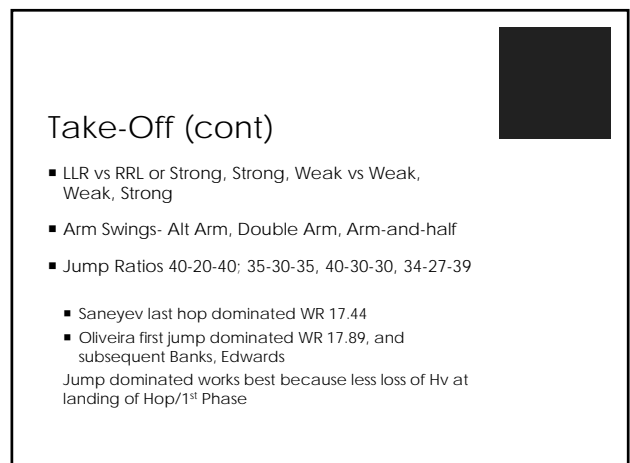 Take-Off (cont)
▪ LLR vs RRL or Strong, Strong, Weak vs Weak,
Weak, Strong
▪ Arm Swings- Alt Arm, Double Arm, Arm-and-half
▪ Jump Ratios 40-20-40; 35-30-35, 40-30-30, 34-27-39
▪ Saneyev last hop dominated WR 17.44
▪ Oliveira first jump dominated WR 17.89, and
subsequent Banks, Edwards
Jump dominated works best because less loss of Hv at
landing of Hop/1st Phase